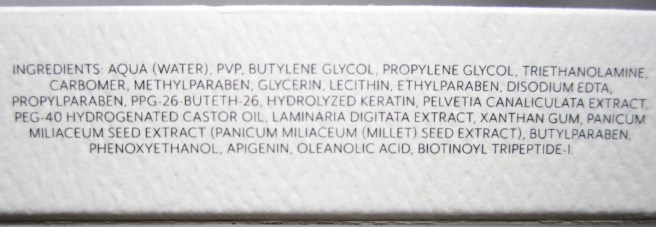 INGREDIENTS: AQUA (WATER), PVP, BUTYLENE GLYCOL, PROPYLENE GLYCOL, TRIETHANOLAMINE,
CARBOMER, METHYLPARABEN, GLYCERIN, LECITHIN, ETHYLPARABEN, DISODIUM EDTA,
PROPYLPARABEN, PPG-26-BUTETH-26, HYDROLYZED KERATIN, PELVETIA CANALICULATA EXTRACT,
PEG-40 HYDROGENATED CASTOR OIL, LAMINARIA DIGITATA EXTRACT, XANTHAN GUM, PANICUM
MILIACEUM SEED EXTRACT (PANICUM MILIACEUM (MILLET) SEED EXTRACT), BUTYLPARABEN,
PHENOXYETHANOL, APIGENIN, OLEANOLIC ACID, BIOTINOYL TRIPEPTIDE-1.